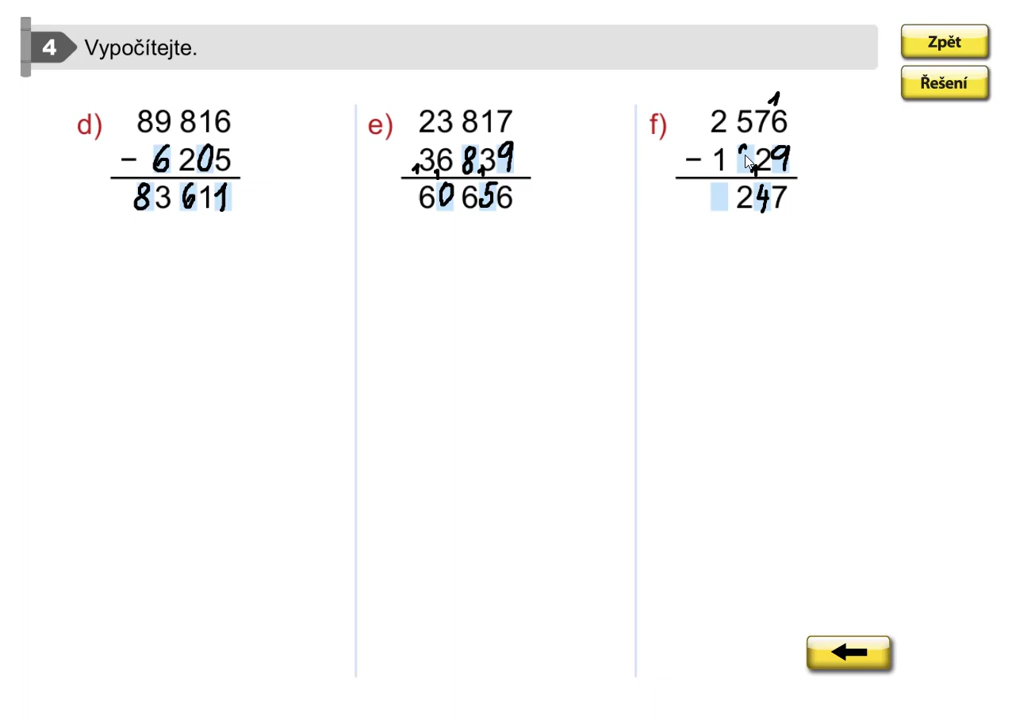 4 Vypočítejte.
Zpět
Řešení
d) 89 816
− 6 205
83 611
e) 23 817
36 839
60 656
f) 2 576
− 1 29
247